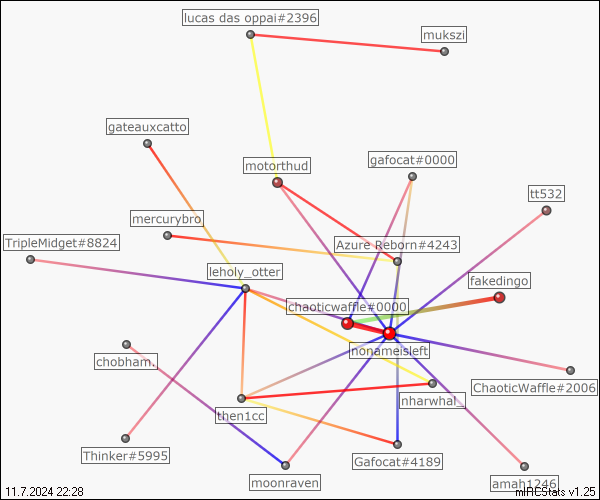 lucas das oppai#2396
mukszi
gateauxcatto
motorthud
gafocat#0000
tt532
mercurybro
TripleMidget#8824
Azure Reborn#4243
leholy_otter
fakedingo
chaoticwaffle#0000
nonameisleft
chobham.
ChaoticWaffle#2006
nharwhal_
then1cc
Thinker#5995
Gafocat#4189
moonraven
amah1246
11.7.2024 22:28
mIRCStats v1.25